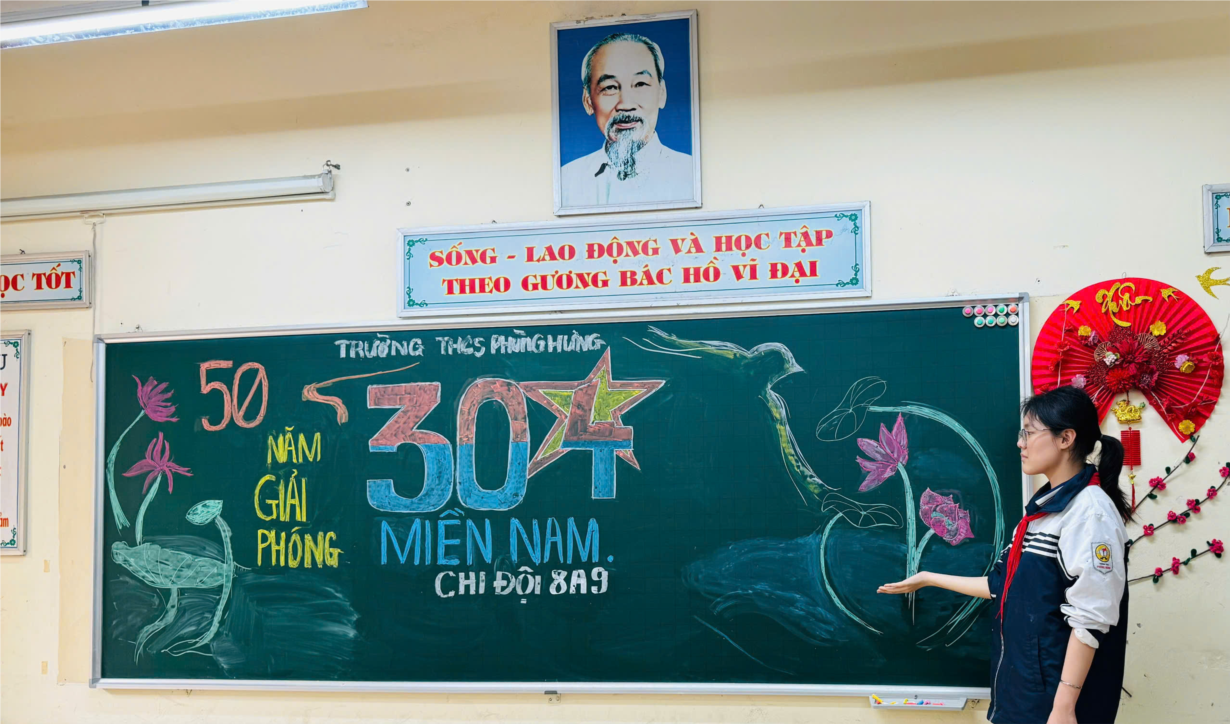 SỐNG - LAO ĐỘNG VÀ HỌC TẬP
THEO GƯƠNG BÁC HỒ VĨ ĐẠI
ỌC TỐT
TRƯỜNG THCS PHÙNG HƯNG
50
NĂM
GIẢI
PHÓNG
30 4
MIỀN NAM.
CHI ĐỘI 8A9